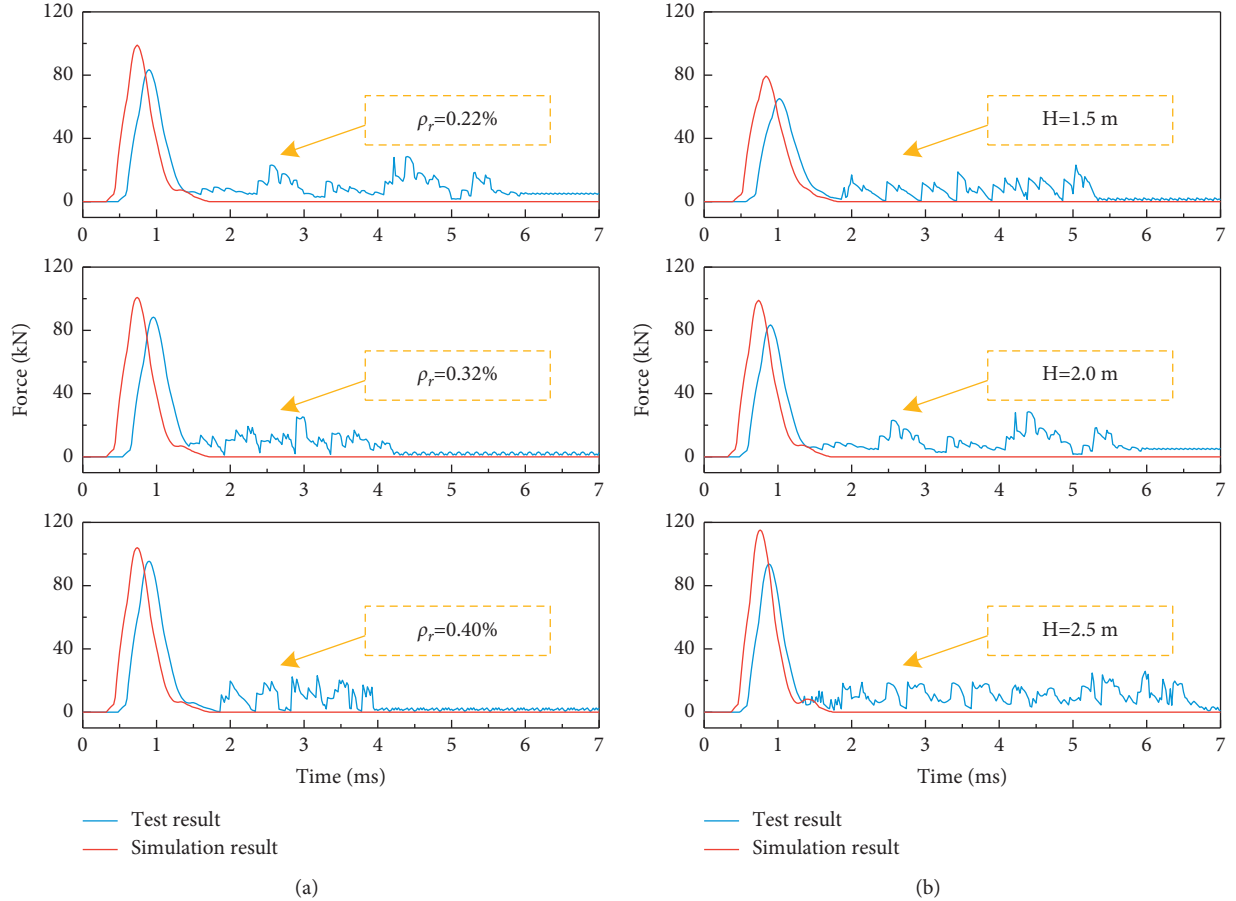 120
80
40
0
0 1 2 3 4 5 6 7
ρr=0.22%
120
80
40
0
0 1 2 3 4 5 6 7
ρr=0.32%
120
80
40
0
0 1 2 3 4 5 6 7
ρr=0.40%
Force (kN)
Time (ms)
Test result
Simulation result
(a)
120
80
40
0
0 1 2 3 4 5 6 7
H=1.5 m
120
80
40
0
0 1 2 3 4 5 6 7
H=2.0 m
120
80
40
0
0 1 2 3 4 5 6 7
H=2.5 m
Force (kN)
Time (ms)
Test result
Simulation result
(b)